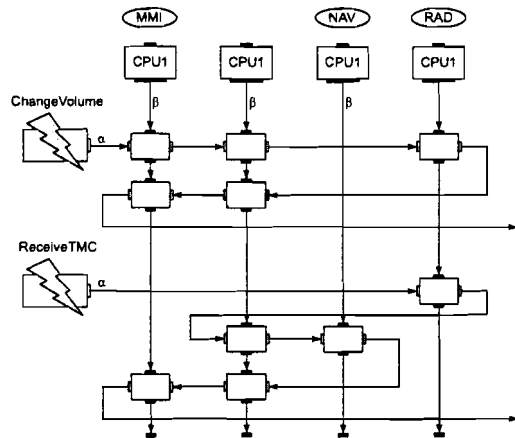 MMI NAV RAD
CPU1 CPU1 CPU1 CPU1
β β β
ChangeVolume
α
ReceiveTMC
α